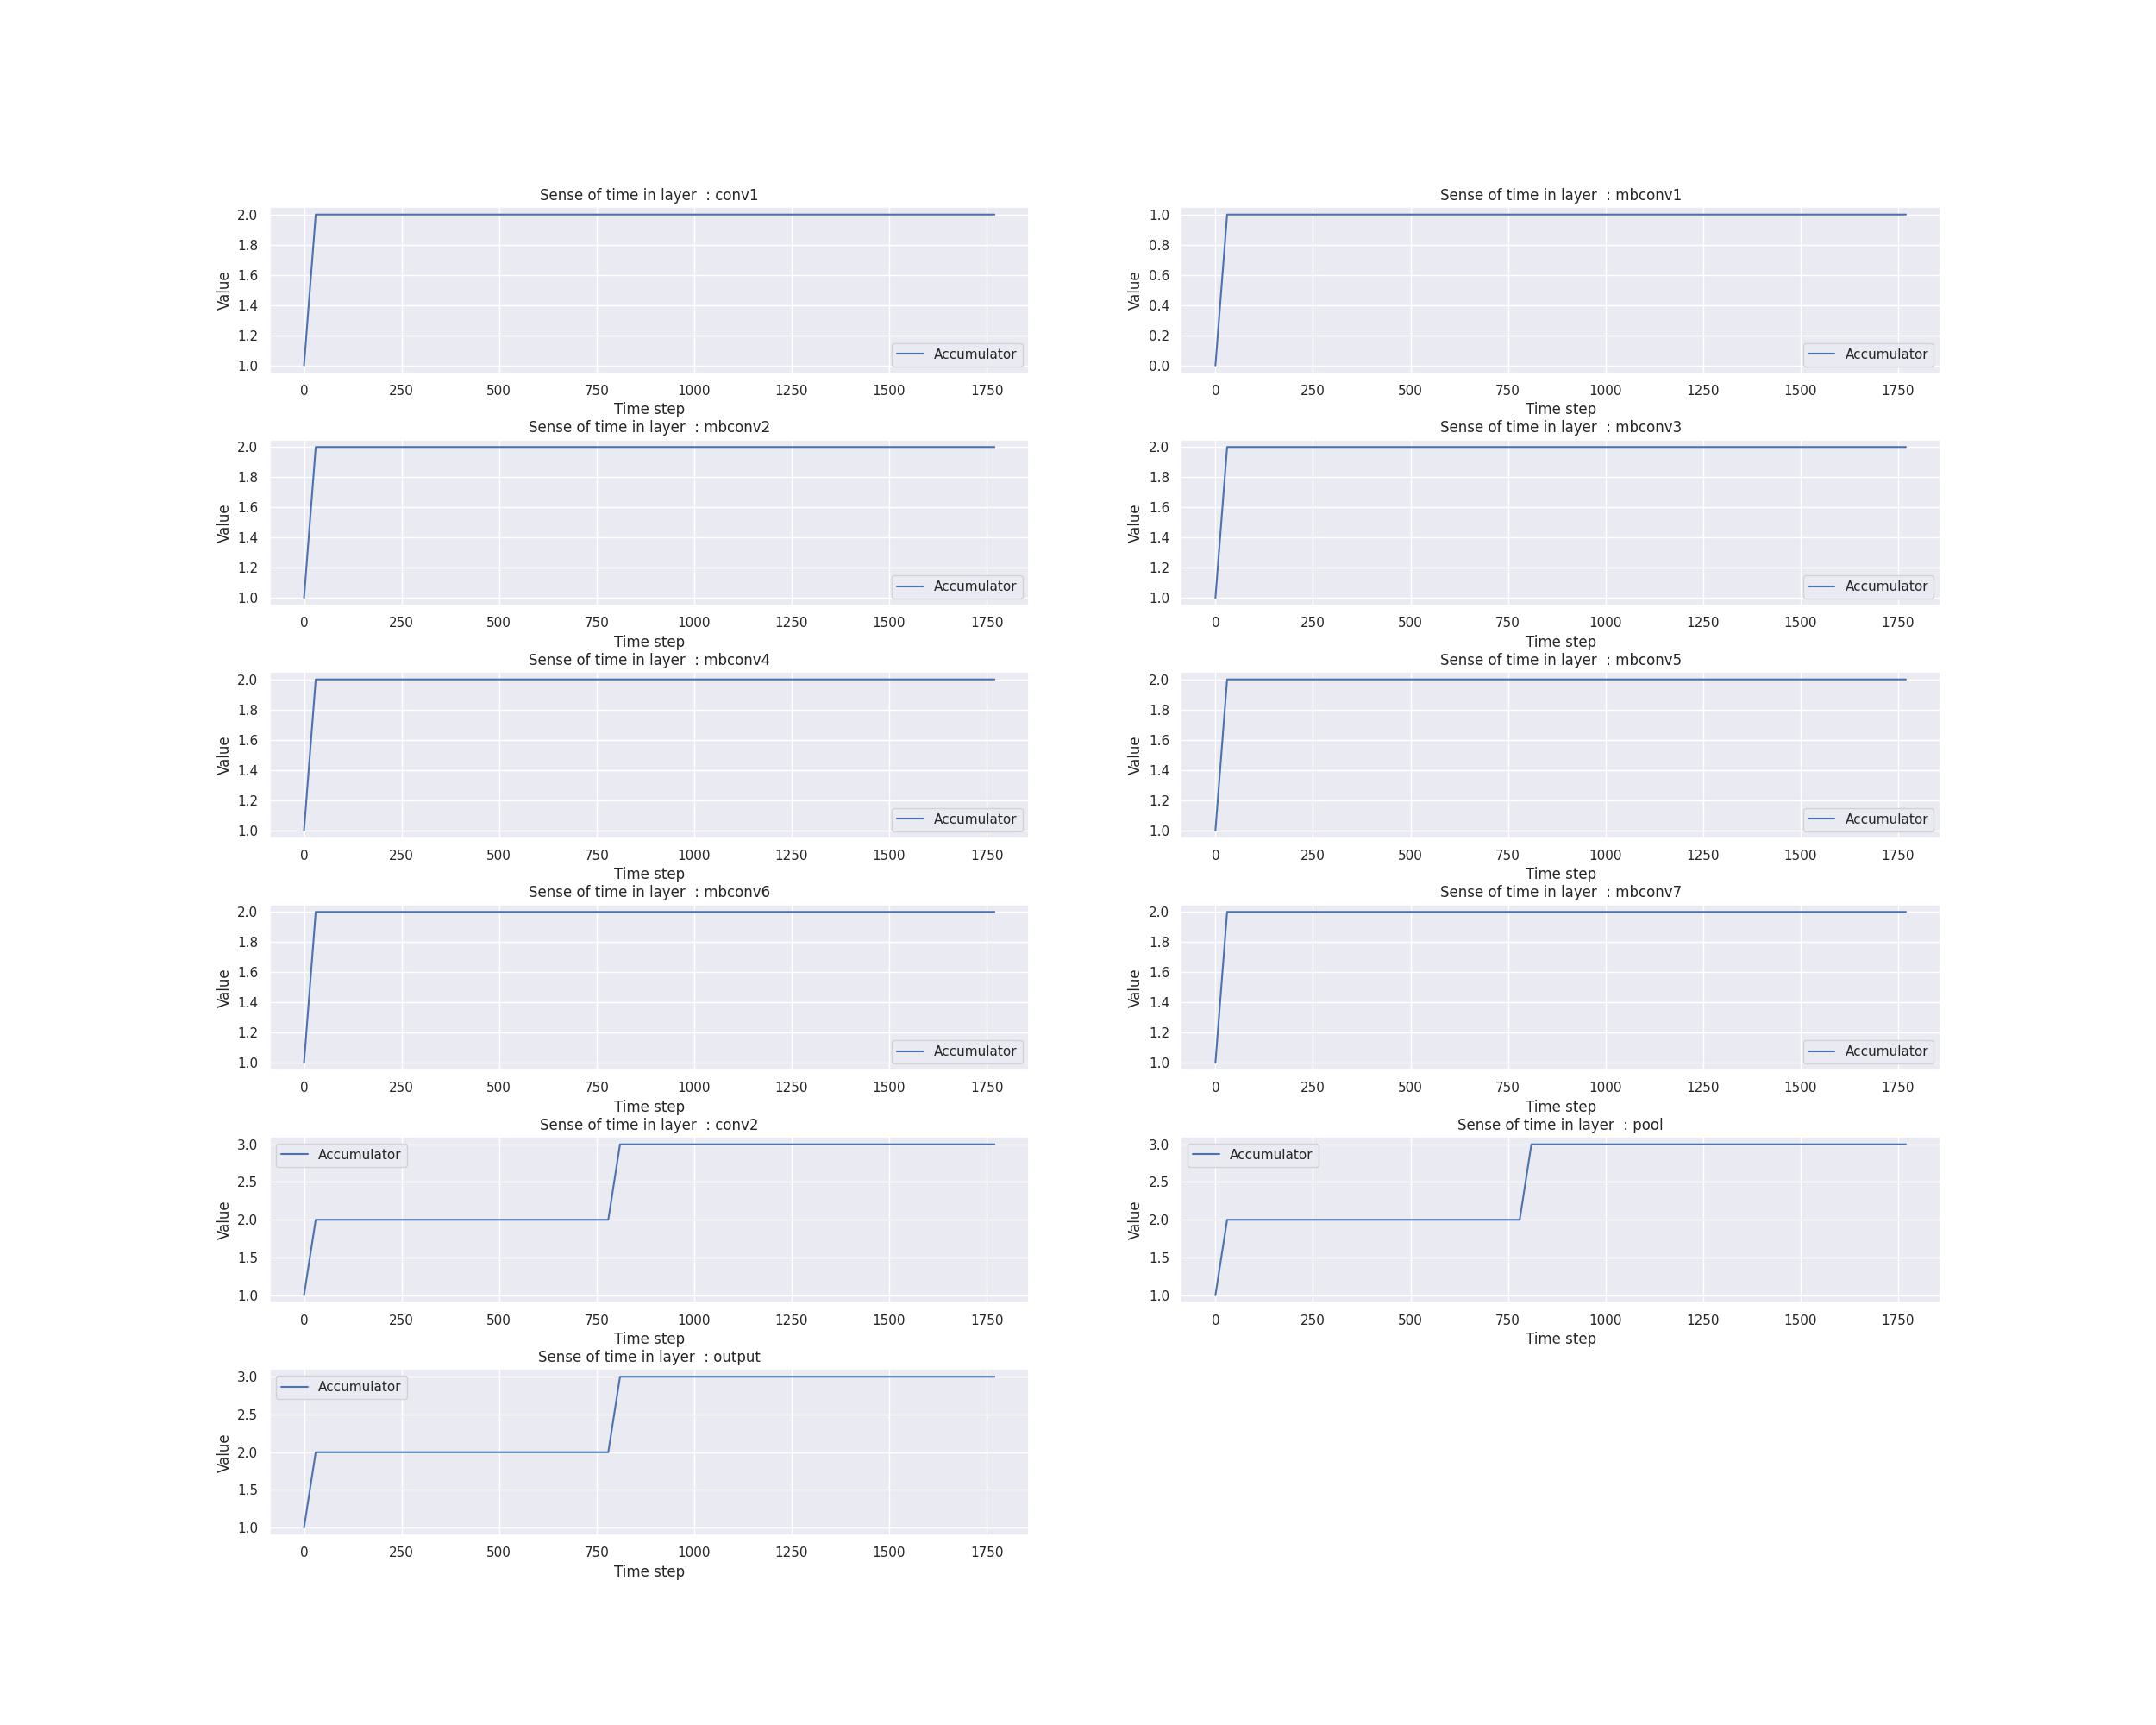 Sense of time in layer  : conv1
2.0
1.8
1.6
1.4
1.2
1.0
Value
Accumulator
0 250 500 750 1000 1250 1500 1750
Time step
Sense of time in layer  : mbconv1
1.0
0.8
0.6
0.4
0.2
0.0
Value
Accumulator
0 250 500 750 1000 1250 1500 1750
Time step
Sense of time in layer  : mbconv2
2.0
1.8
1.6
1.4
1.2
1.0
Value
Accumulator
0 250 500 750 1000 1250 1500 1750
Time step
Sense of time in layer  : mbconv3
2.0
1.8
1.6
1.4
1.2
1.0
Value
Accumulator
0 250 500 750 1000 1250 1500 1750
Time step
Sense of time in layer  : mbconv4
2.0
1.8
1.6
1.4
1.2
1.0
Value
Accumulator
0 250 500 750 1000 1250 1500 1750
Time step
Sense of time in layer  : mbconv5
2.0
1.8
1.6
1.4
1.2
1.0
Value
Accumulator
0 250 500 750 1000 1250 1500 1750
Time step
Sense of time in layer  : mbconv6
2.0
1.8
1.6
1.4
1.2
1.0
Value
Accumulator
0 250 500 750 1000 1250 1500 1750
Time step
Sense of time in layer  : mbconv7
2.0
1.8
1.6
1.4
1.2
1.0
Value
Accumulator
0 250 500 750 1000 1250 1500 1750
Time step
Sense of time in layer  : conv2
3.0
2.5
2.0
1.5
1.0
Value
Accumulator
0 250 500 750 1000 1250 1500 1750
Time step
Sense of time in layer  : pool
3.0
2.5
2.0
1.5
1.0
Value
Accumulator
0 250 500 750 1000 1250 1500 1750
Time step
Sense of time in layer  : output
3.0
2.5
2.0
1.5
1.0
Value
Accumulator
0 250 500 750 1000 1250 1500 1750
Time step